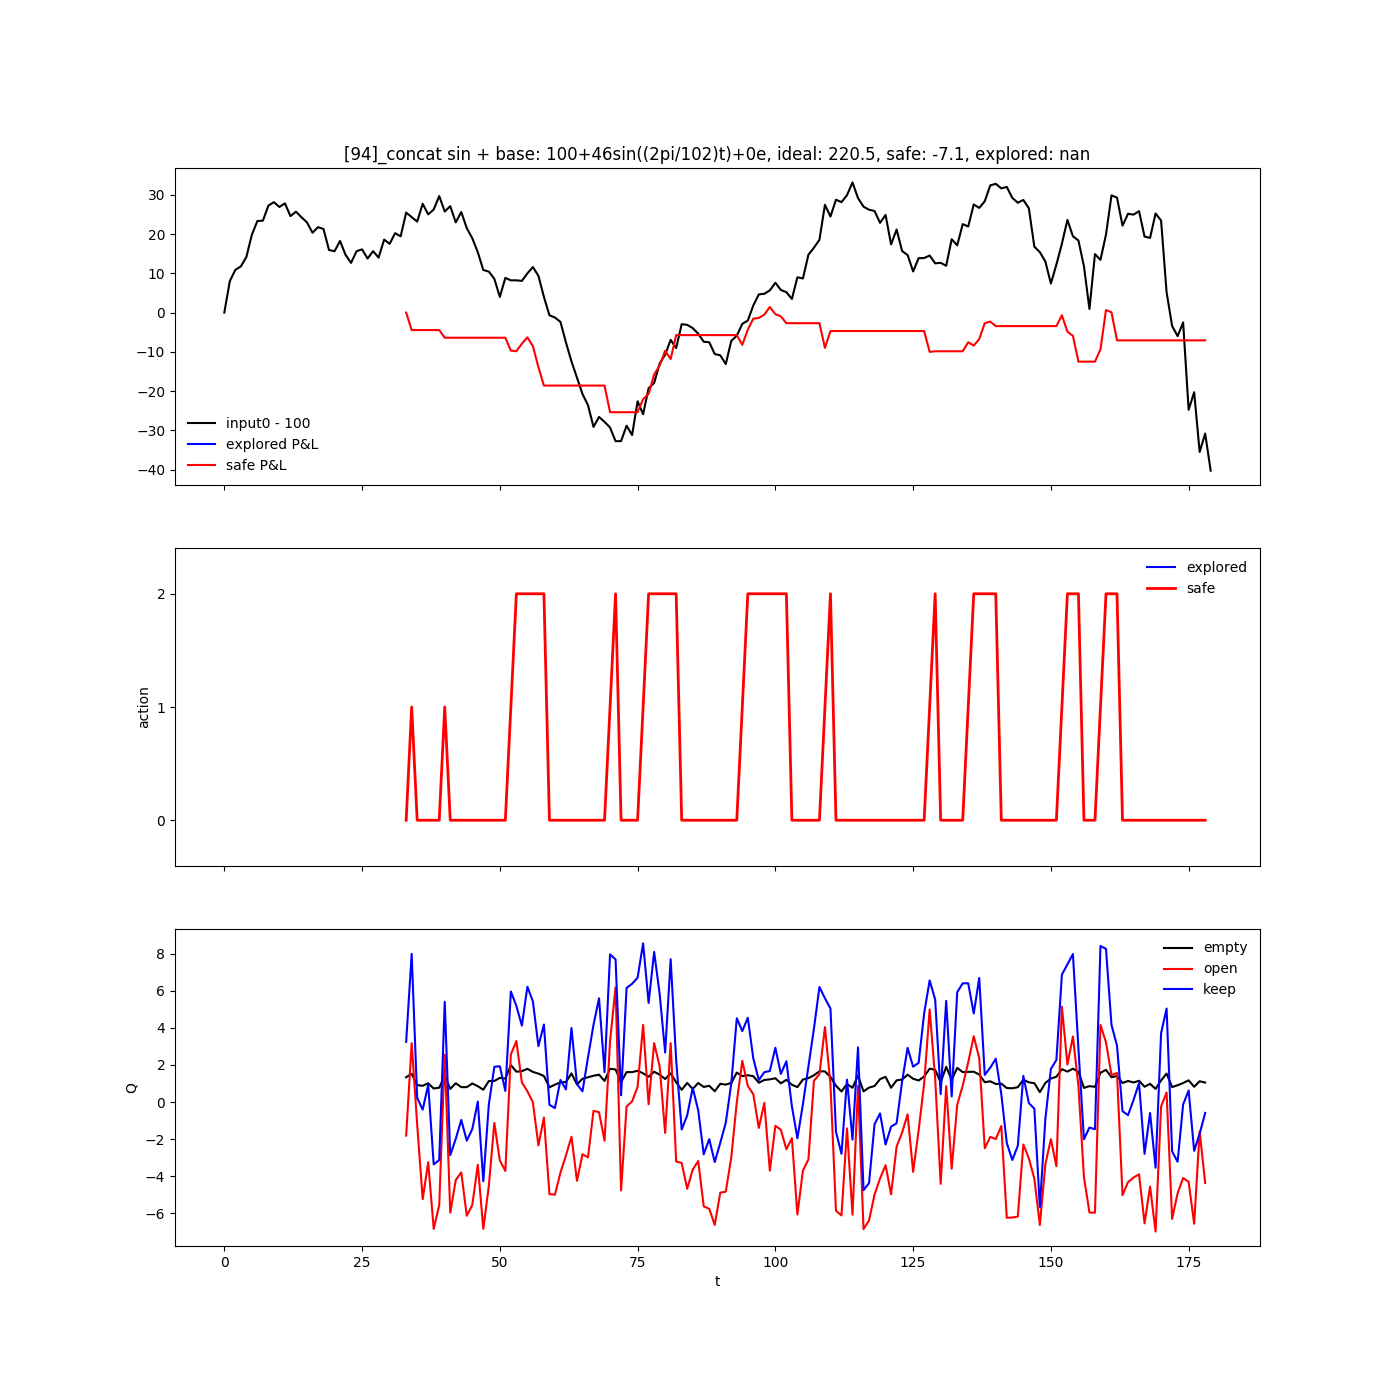 [94]_concat sin + base: 100+46sin((2pi/102)t)+0e, ideal: 220.5, safe: -7.1, explored: nan
30
20
10
0
−10
−20
−30
−40
input0 - 100
explored P&L
safe P&L
action
2
1
0
explored
safe
Q
8
6
4
2
0
−2
−4
−6
empty
open
keep
0 25 50 75 100 125 150 175
t